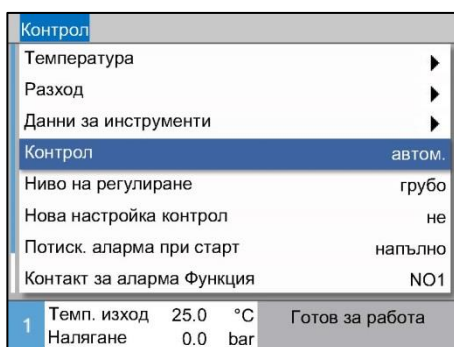 Контрол
Температура
Разход
Данни за инструменти
Контрол автом.
Ниво на регулиране грубо
Нова настройка контрол не
Потиск. аларма при старт напълно
Контакт за аларма Функция NO1
1 Темп. изход 25.0 °C Готов за работа
Налягане 0.0 bar